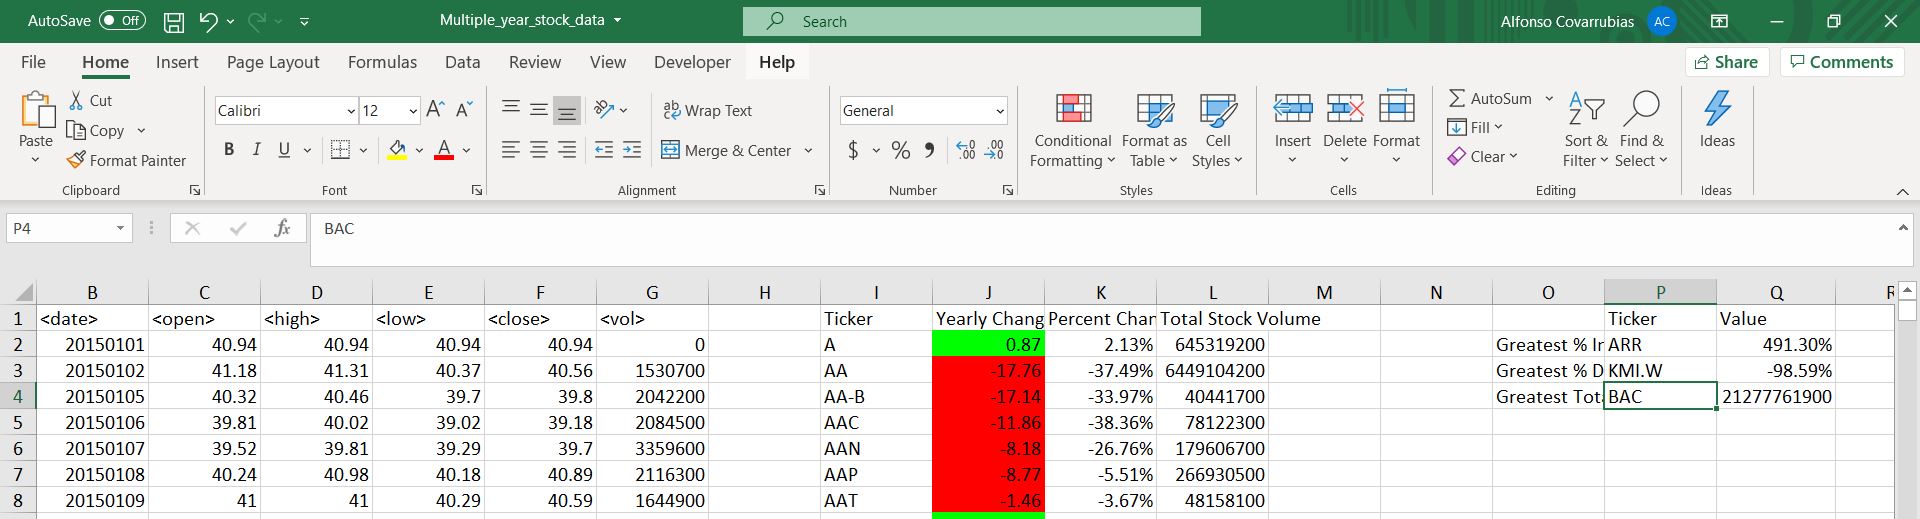 AutoSave Off Multiple_year_stock_data Search Alfonso Covarrubias AC
File Home Insert Page Layout Formulas Data Review View Developer Help Share Comments
Paste
Cut
Copy
Format Painter
Clipboard
Calibri 12 A A
B I U A
Font
ab Wrap Text
Merge & Center
Alignment
General
$ % 9 .00 .00
Number
Conditional Formatting
Format as Table
Cell Styles
Styles
Insert Delete Format
Cells
AutoSum
Fill
Clear
Sort & Filter
Find & Select
Editing
Ideas
Ideas
P4 fx BAC
B C D E F G H I J K L M N O P Q R
1 <date> <open> <high> <low> <close> <vol> Ticker Yearly Chang Percent Chan Total Stock Volume Ticker Value
2 20150101 40.94 40.94 40.94 40.94 0 A 0.87 2.13% 645319200 Greatest % In ARR 491.30%
3 20150102 41.18 41.31 40.37 40.56 1530700 AA -17.76 -37.49% 6449104200 Greatest % D KMI.W -98.59%
4 20150105 40.32 40.46 39.7 39.8 2042200 AA-B -17.14 -33.97% 40441700 Greatest Tot BAC 21277761900
5 20150106 39.81 40.02 39.02 39.18 2084500 AAC -11.86 -38.36% 78122300
6 20150107 39.52 39.81 39.29 39.7 3359600 AAN -8.18 -26.76% 179606700
7 20150108 40.24 40.98 40.18 40.89 2116300 AAP -8.77 -5.51% 266930500
8 20150109 41 41 40.29 40.59 1644900 AAT -1.46 -3.67% 48158100